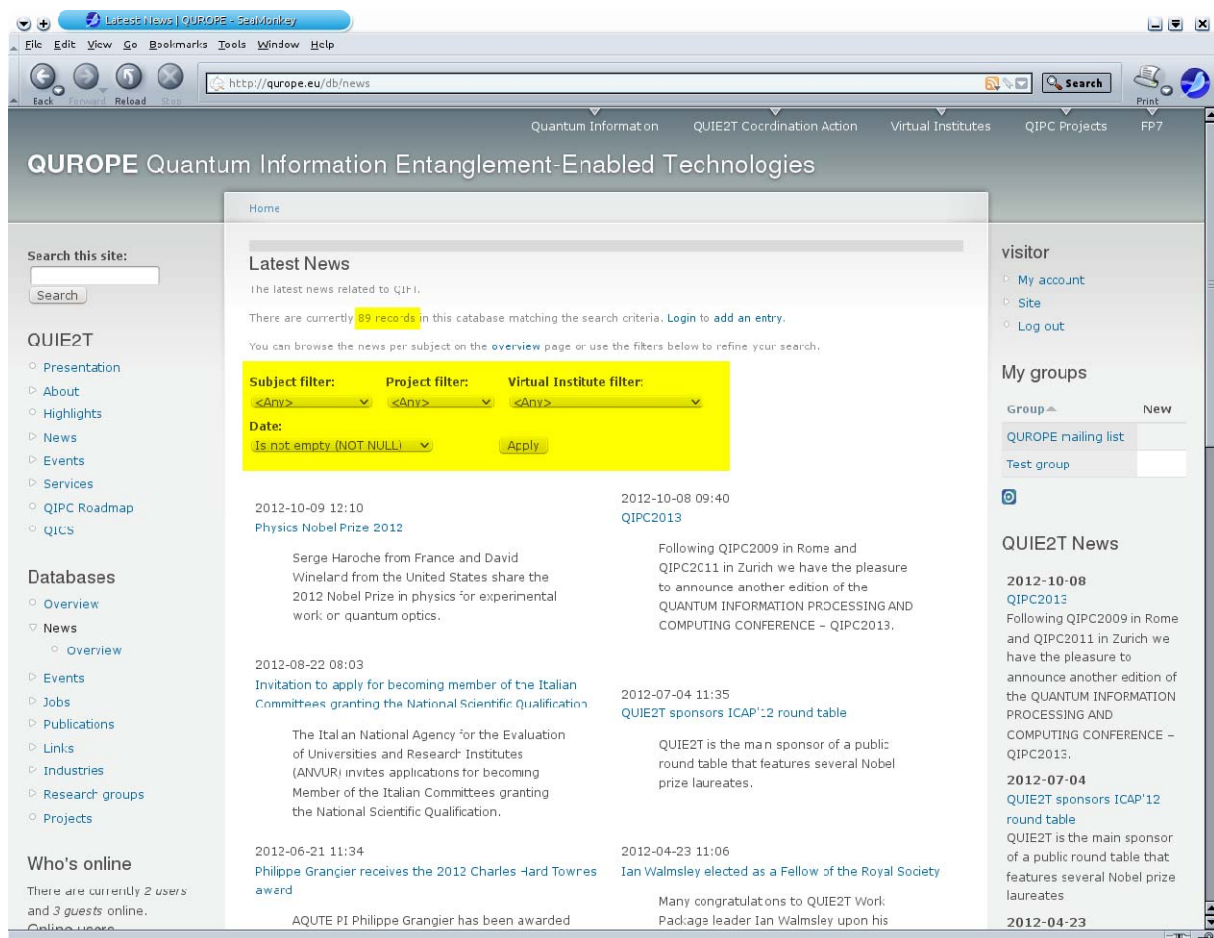 Latest News | QUROPE - SeaMonkey
File Edit View Go Bookmarks Tools Window Help
Back Forward Reload Stop
http://qurope.eu/db/news
Search
Print
Quantum Information QUIE2T Coordination Action Virtual Institutes QIPC Projects FP7
QUROPE Quantum Information Entanglement-Enabled Technologies
Home
Search this site:
Search
QUIE2T
Presentation
About
Highlights
News
Events
Services
QIPC Roadmap
QICS
Databases
Overview
News
Overview
Events
Jobs
Publications
Links
Industries
Research groups
Projects
Who's online
There are currently 2 users
and 3 guests online.
Online users
Latest News
The latest news related to QIFT.
There are currently 89 records in this database matching the search criteria. Login to add an entry.
You can browse the news per subject on the overview page or use the filters below to refine your search.
Subject filter: Project filter: Virtual Institute filter:
<Any> <Any> <Any>
Date:
Is not empty (NOT NULL) Apply
2012-10-09 12:10
Physics Nobel Prize 2012
Serge Haroche from France and David
Wineland from the United States share the
2012 Nobel Prize in physics for experimental
work on quantum optics.
2012-10-08 09:40
QIPC2013
Following QIPC2009 in Rome and
QIPC2011 in Zurich we have the pleasure
to announce another edition of the
QUANTUM INFORMATION PROCESSING AND
COMPUTING CONFERENCE – QIPC2013.
2012-08-22 08:03
Invitation to apply for becoming member of the Italian
Committees granting the National Scientific Qualification
The Italian National Agency for the Evaluation
of Universities and Research Institutes
(ANVUR) invites applications for becoming
Member of the Italian Committees granting
the National Scientific Qualification.
2012-07-04 11:35
QUIE2T sponsors ICAP'12 round table
QUIE2T is the main sponsor of a public
round table that features several Nobel
prize laureates.
2012-06-21 11:34
Philippe Grangier receives the 2012 Charles Hard Townes
award
AQUTE PI Philippe Grangier has been awarded
2012-04-23 11:06
Ian Walmsley elected as a Fellow of the Royal Society
Many congratulations to QUIE2T Work
Package leader Ian Walmsley upon his
visitor
My account
Site
Log out
My groups
Group New
QUROPE mailing list
Test group
QUIE2T News
2012-10-08
QIPC2013
Following QIPC2009 in Rome
and QIPC2011 in Zurich we
have the pleasure to
announce another edition of
the QUANTUM INFORMATION
PROCESSING AND
COMPUTING CONFERENCE –
QIPC2013.
2012-07-04
QUIE2T sponsors ICAP'12
round table
QUIE2T is the main sponsor
of a public round table that
features several Nobel prize
laureates
2012-04-23